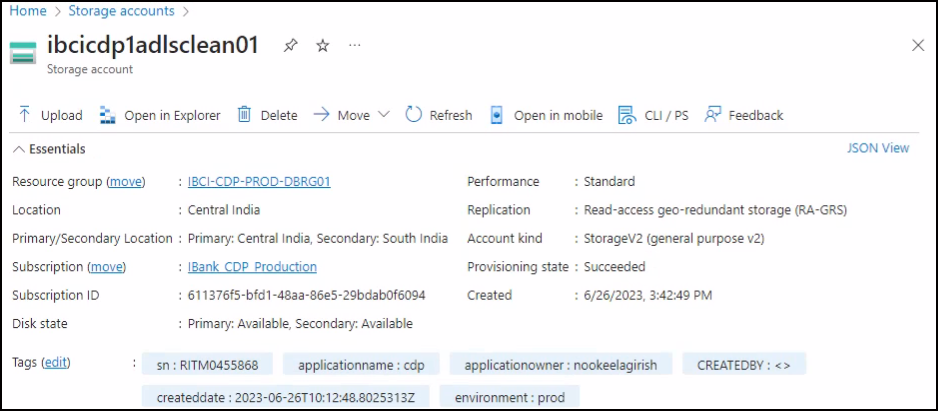 Home > Storage accounts >
ibcicdp1adlsclean01
Storage account
Upload Open in Explorer Delete Move Refresh Open in mobile CLI / PS Feedback
Essentials JSON View
Resource group (move) : IBCI-CDP-PROD-DBRG01 Performance : Standard
Location : Central India Replication : Read-access geo-redundant storage (RA-GRS)
Primary/Secondary Location : Primary: Central India, Secondary: South India Account kind : StorageV2 (general purpose v2)
Subscription (move) : IBank_CDP_Production Provisioning state : Succeeded
Subscription ID : 611376f5-bfd1-48aa-86e5-29bdab0f6094 Created : 6/26/2023, 3:42:49 PM
Disk state : Primary: Available, Secondary: Available
Tags (edit) : sn : RITM0455868 applicationname : cdp applicationowner : nookeelagirish CREATEDBY : <>
createddate : 2023-06-26T10:12:48.8025313Z environment : prod